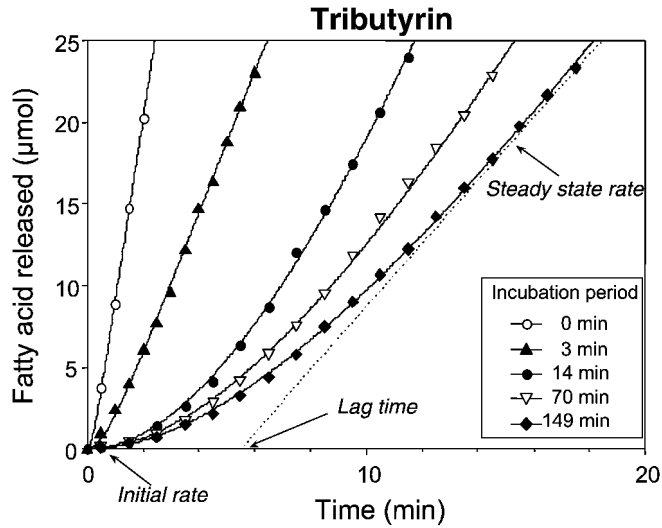 Tributyrin
Fatty acid released (µmol)
25
20
15
10
5
0
Steady state rate
Incubation period
0 min
3 min
14 min
70 min
149 min
Lag time
Initial rate
0
10
20
Time (min)